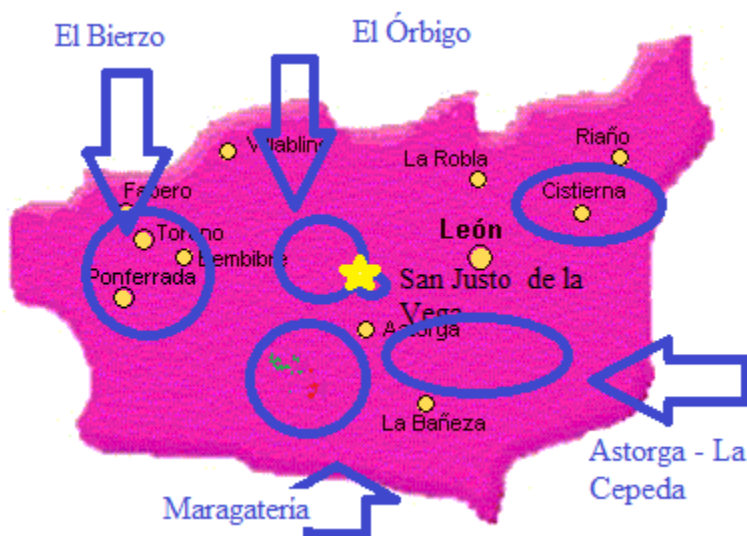 El Bierzo
El Órbigo
Villablino
Riaño
La Robla
Cistierna
Fabero
Toreno
León
Bembibre
Ponferrada
San Justo de la
Vega
Astorga
La Bañeza
Astorga - La
Cepeda
Maragatería